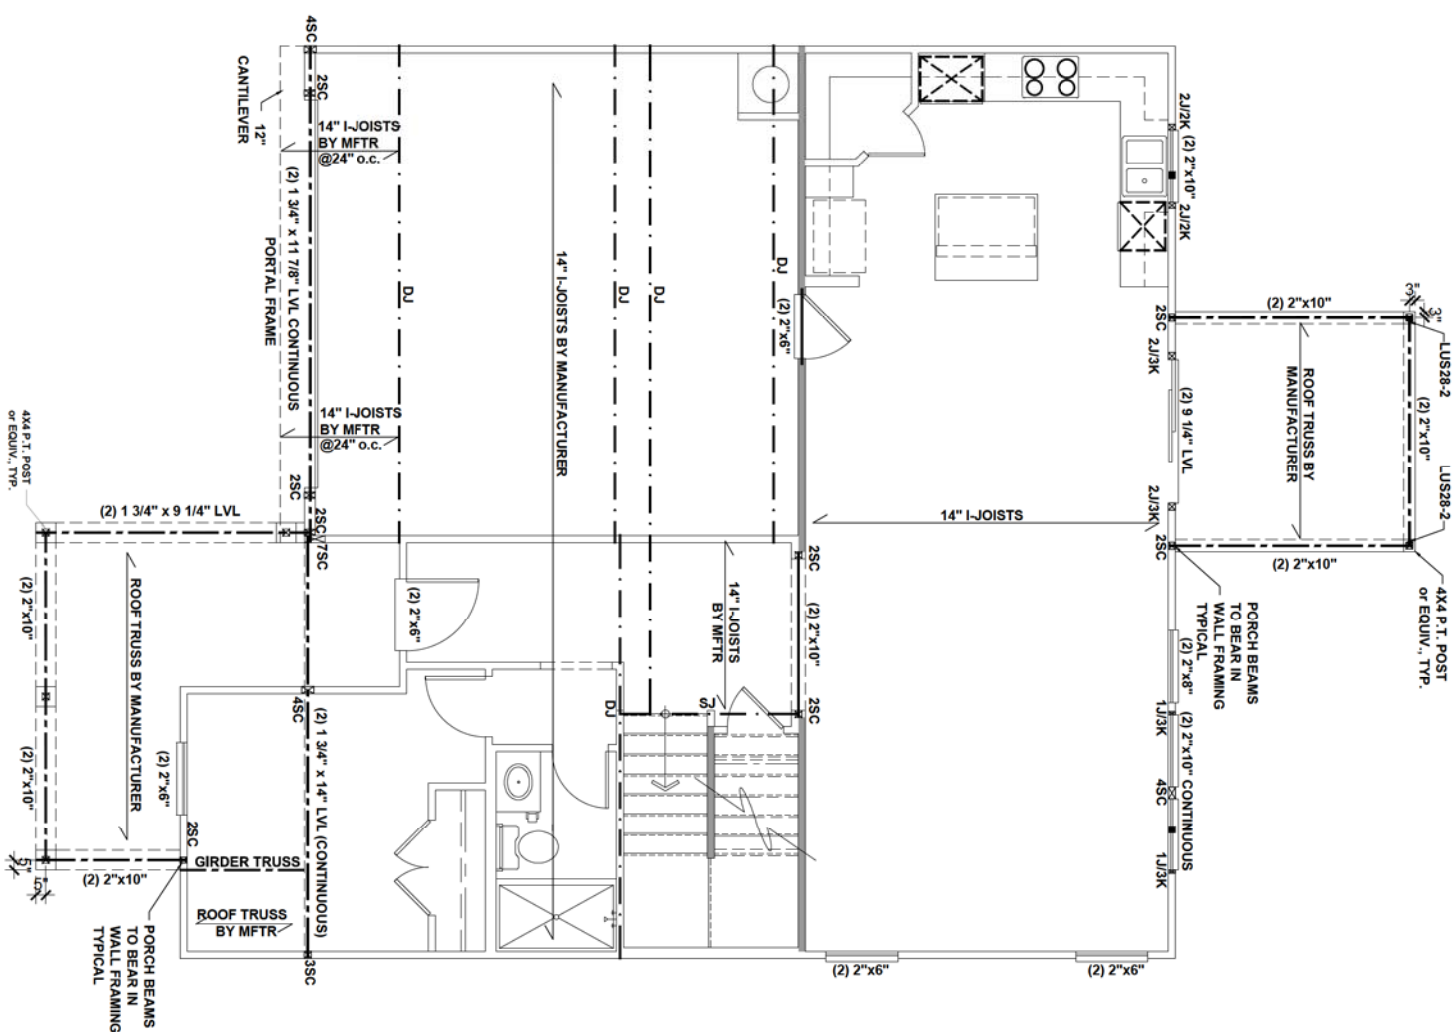 4SC
2SC
CANTILEVER
12"
14" I-JOISTS
BY MFTR
@24" o.c.
(2) 1 3/4" x 11 7/8" LVL CONTINUOUS
PORTAL FRAME
DJ
14" I-JOISTS BY MANUFACTURER
DJ
DJ
DJ
(2) 2"x6"
14" I-JOISTS
BY MFTR
@24" o.c.
2SC
2SC/7SC
2J/2K
(2) 2"x10"
2J/2K
2SC
2J/3K
(2) 9 1/4" LVL
2J/3K
2SC
(2) 2"x10"
3"
3"
LUS28-2
ROOF TRUSS BY
MANUFACTURER
(2) 2"x10"
LUS28-2
(2) 2"x10"
4X4 P.T. POST
or EQUIV., TYP.
PORCH BEAMS
TO BEAR IN
WALL FRAMING
TYPICAL
14" I-JOISTS
4X4 P.T. POST
or EQUIV., TYP.
(2) 1 3/4" x 9 1/4" LVL
(2) 2"x10"
ROOF TRUSS BY MANUFACTURER
(2) 2"x10"
(2) 2"x6"
14" I-JOISTS
BY MFTR
2SC
(2) 2"x10"
2SC
SJ
DJ
4SC
(2) 1 3/4" x 14" LVL (CONTINUOUS)
(2) 2"x6"
2SC
GIRDER TRUSS
(2) 2"x10"
5"
5"
ROOF TRUSS
BY MFTR
3SC
PORCH BEAMS
TO BEAR IN
WALL FRAMING
TYPICAL
(2) 2"x8"
1J/3K
(2) 2"x10" CONTINUOUS
4SC
1J/3K
(2) 2"x6"
(2) 2"x6"